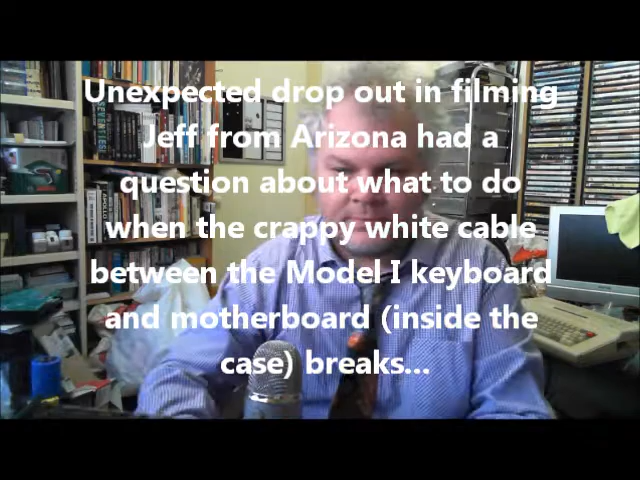 Unexpected drop out in filming
Jeff from Arizona had a
question about what to do
when the crappy white cable
between the Model I keyboard
and motherboard (inside the
case) breaks...